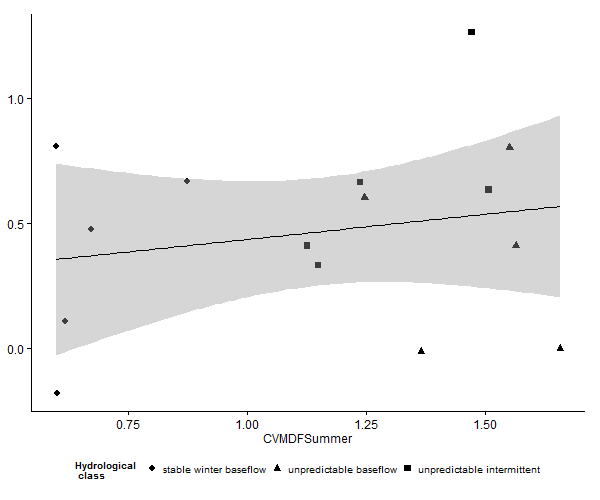 1.0
0.5
0.0
0.75 1.00 1.25 1.50
CVMDFSummer
Hydrological
class
stable winter baseflow unpredictable baseflow unpredictable intermittent